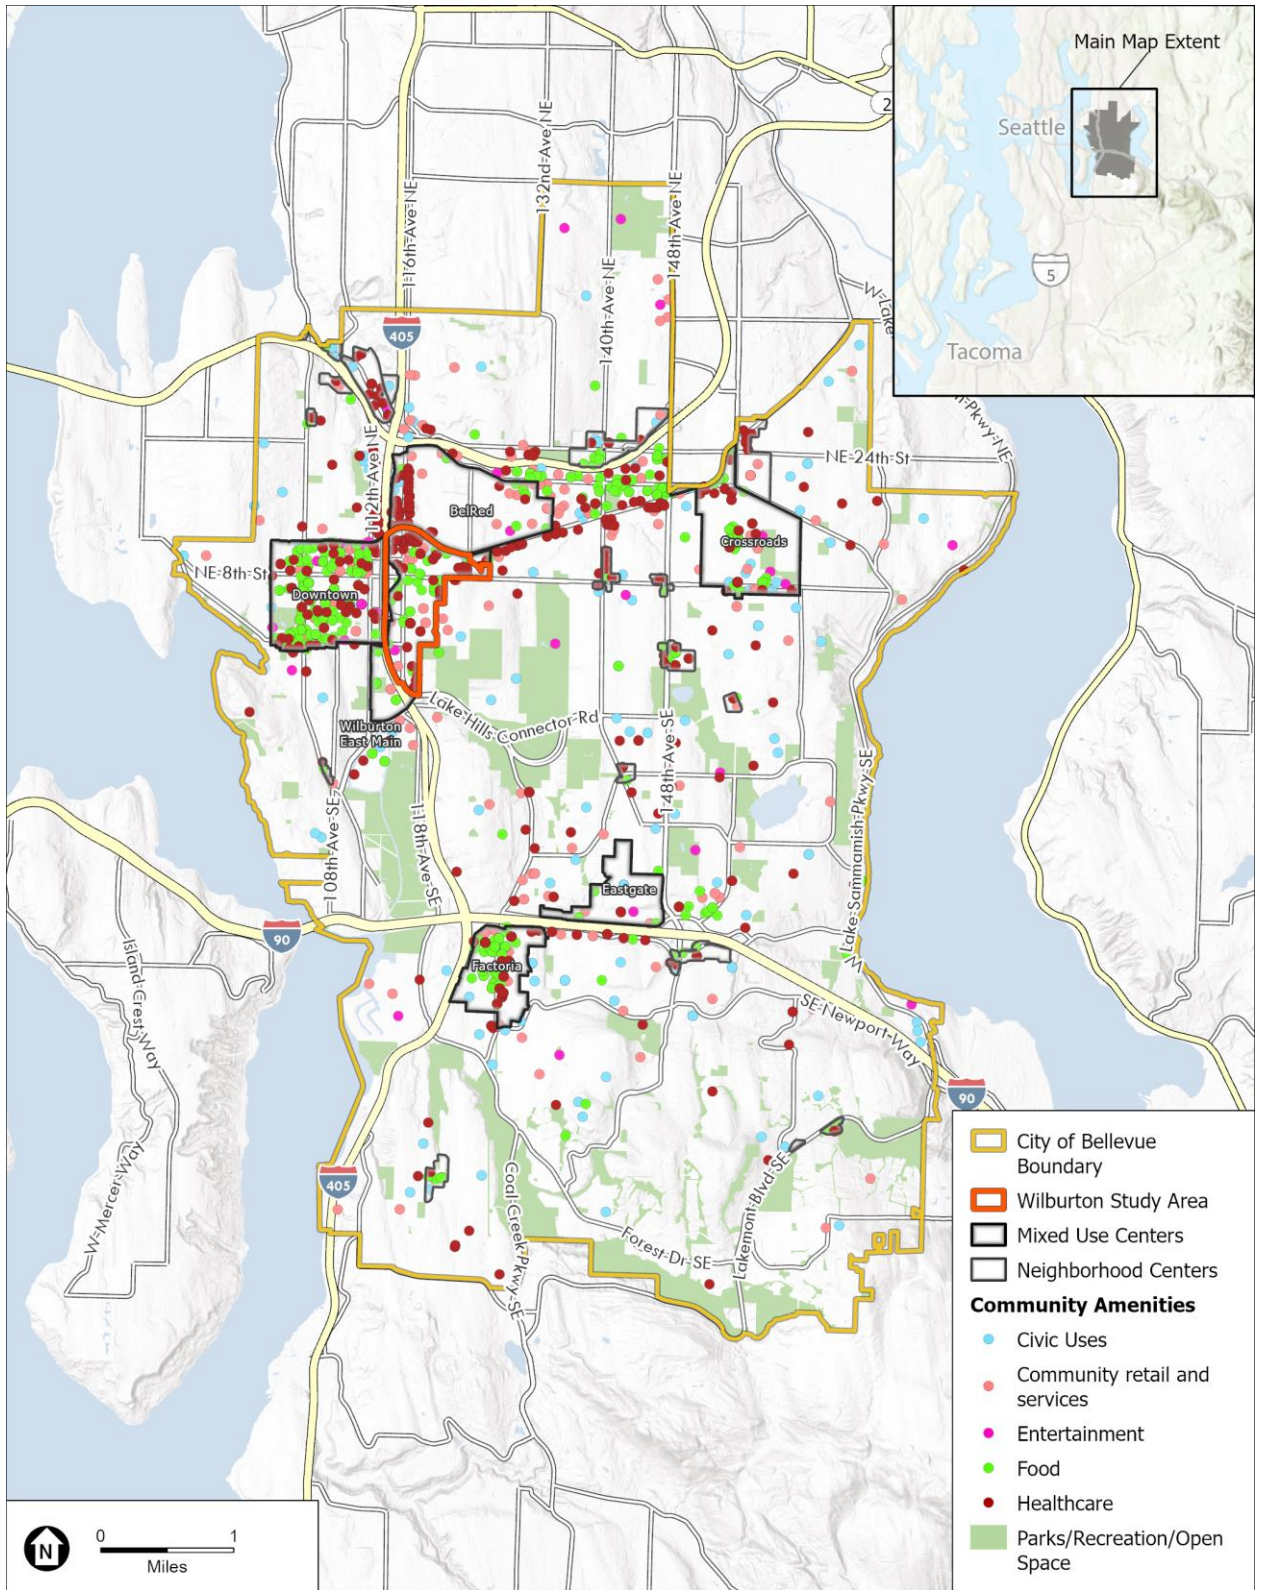 Main Map Extent
Seattle
5
Tacoma
2
132nd-Ave-NE
116th-Ave-NE
148th-Ave-NE
140th-Ave-NE
W-Lake
405
NE-24th-St
112th-Ave-NE
BelRed
Crossroads
NE-8th-St
Downtown
Lake-Hills-Connector-Rd
Wilburton
East Main
148th-Ave-SE
118th-Ave-SE
108th-Ave-SE
Lake-Sammamish-Pkwy-SE
W
Eastgate
90
Factoria
Island-Crest-Way
SE-Newport-Way
90
W-Mercer-Way
405
Coal-Creek-Pkwy-SE
Forest-Dr-SE
Lakemont-Blvd-SE
City of Bellevue
Boundary
Wilburton Study Area
Mixed Use Centers
Neighborhood Centers
Community Amenities
Civic Uses
Community retail and
services
Entertainment
Food
Healthcare
Parks/Recreation/Open
Space
N
0 1
Miles